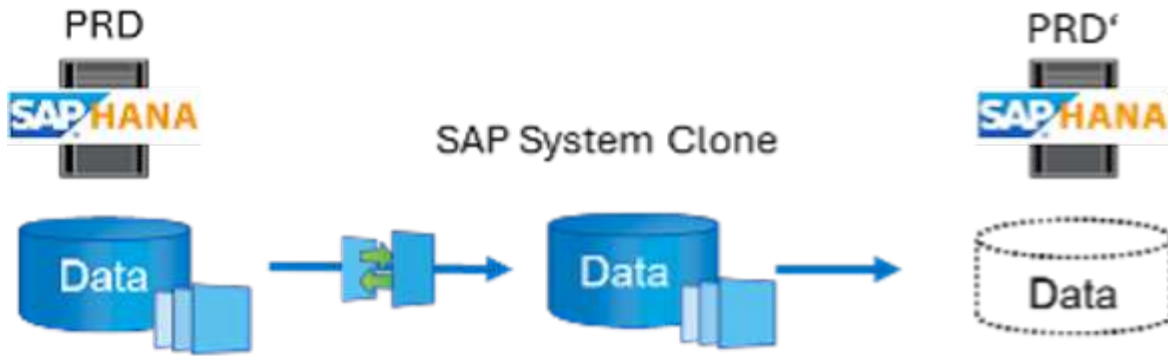 PRD
PRD‘
SAP HANA
SAP HANA
SAP System Clone
Data
Data
Data